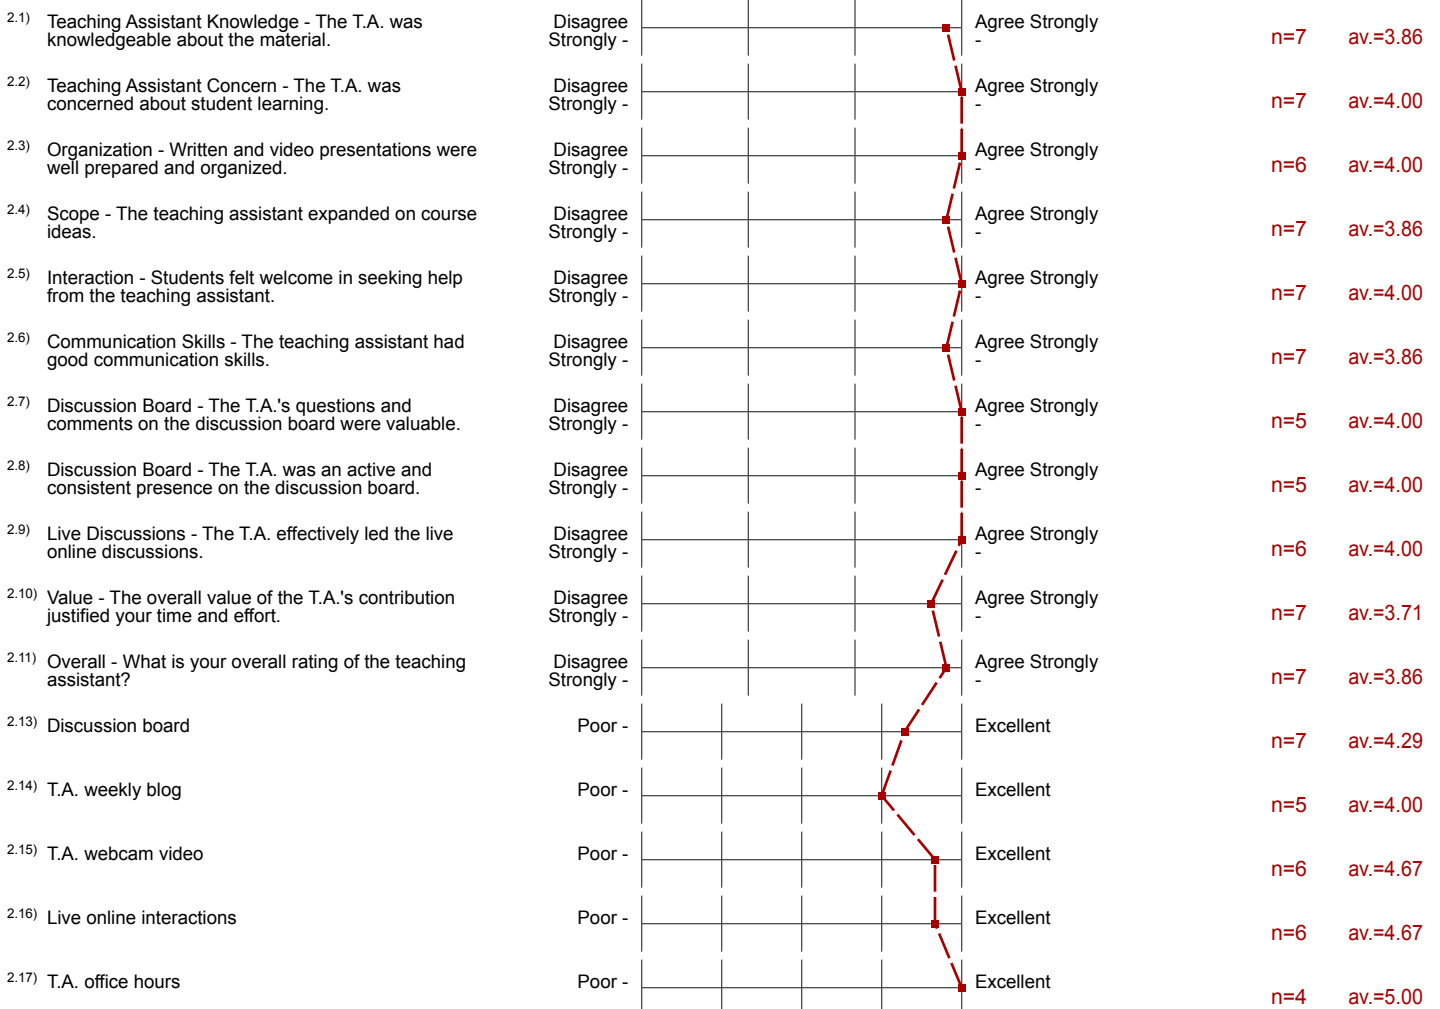 2.1) Teaching Assistant Knowledge - The T.A. was
knowledgeable about the material.
Disagree
Strongly -
Agree Strongly
-
n=7 av.=3.86
2.2) Teaching Assistant Concern - The T.A. was
concerned about student learning.
Disagree
Strongly -
Agree Strongly
-
n=7 av.=4.00
2.3) Organization - Written and video presentations were
well prepared and organized.
Disagree
Strongly -
Agree Strongly
-
n=6 av.=4.00
2.4) Scope - The teaching assistant expanded on course
ideas.
Disagree
Strongly -
Agree Strongly
-
n=7 av.=3.86
2.5) Interaction - Students felt welcome in seeking help
from the teaching assistant.
Disagree
Strongly -
Agree Strongly
-
n=7 av.=4.00
2.6) Communication Skills - The teaching assistant had
good communication skills.
Disagree
Strongly -
Agree Strongly
-
n=7 av.=3.86
2.7) Discussion Board - The T.A.'s questions and
comments on the discussion board were valuable.
Disagree
Strongly -
Agree Strongly
-
n=5 av.=4.00
2.8) Discussion Board - The T.A. was an active and
consistent presence on the discussion board.
Disagree
Strongly -
Agree Strongly
-
n=5 av.=4.00
2.9) Live Discussions - The T.A. effectively led the live
online discussions.
Disagree
Strongly -
Agree Strongly
-
n=6 av.=4.00
2.10) Value - The overall value of the T.A.'s contribution
justified your time and effort.
Disagree
Strongly -
Agree Strongly
-
n=7 av.=3.71
2.11) Overall - What is your overall rating of the teaching
assistant?
Disagree
Strongly -
Agree Strongly
-
n=7 av.=3.86
2.13) Discussion board
Poor -
Excellent
n=7 av.=4.29
2.14) T.A. weekly blog
Poor -
Excellent
n=5 av.=4.00
2.15) T.A. webcam video
Poor -
Excellent
n=6 av.=4.67
2.16) Live online interactions
Poor -
Excellent
n=6 av.=4.67
2.17) T.A. office hours
Poor -
Excellent
n=4 av.=5.00